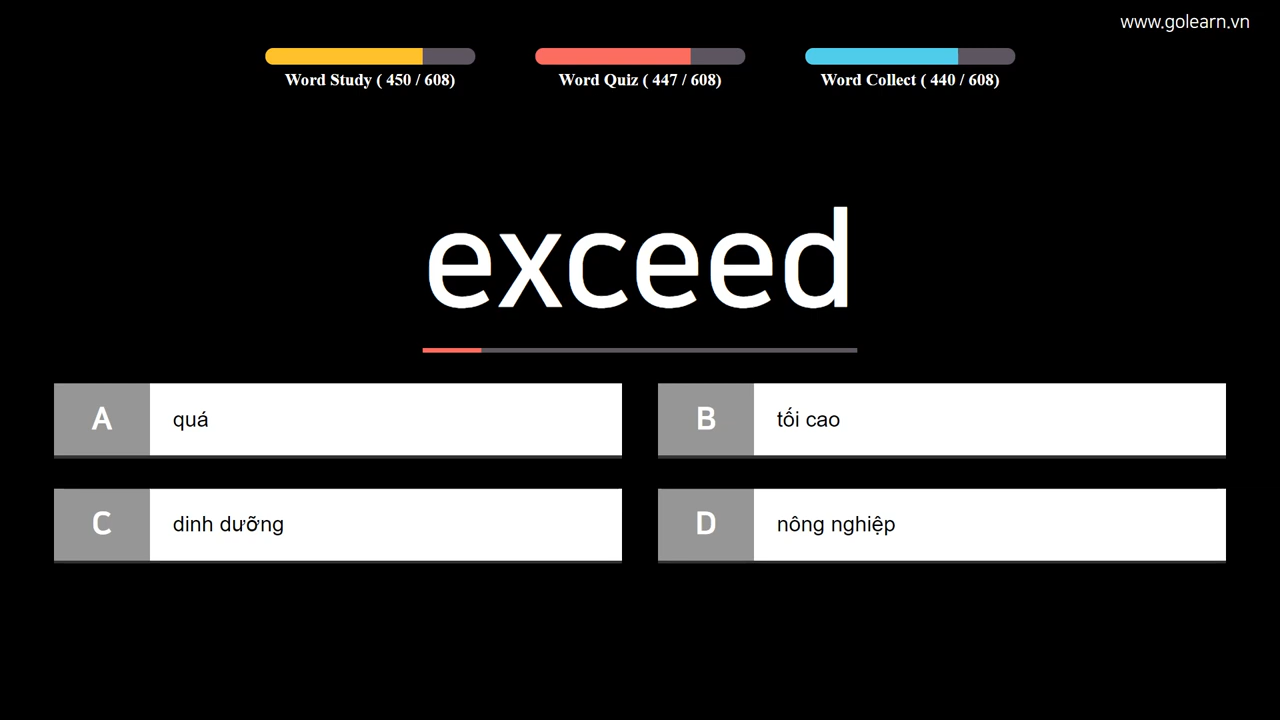 www.golearn.vn
Word Study ( 450 / 608)
Word Quiz ( 447 / 608)
Word Collect ( 440 / 608)
exceed
A quá
B tối cao
C dinh dưỡng
D nông nghiệp